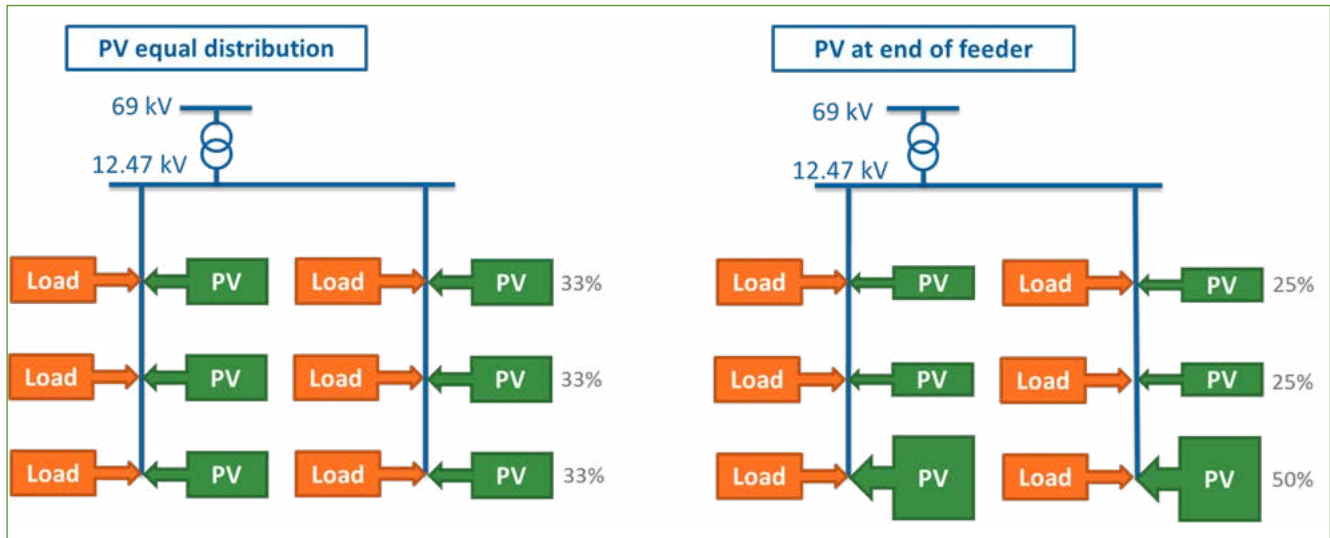 PV equal distribution
69 kV
12.47 kV
Load PV Load PV 33%
Load PV Load PV 33%
Load PV Load PV 33%
PV at end of feeder
69 kV
12.47 kV
Load PV Load PV 25%
Load PV Load PV 25%
Load PV Load PV 50%